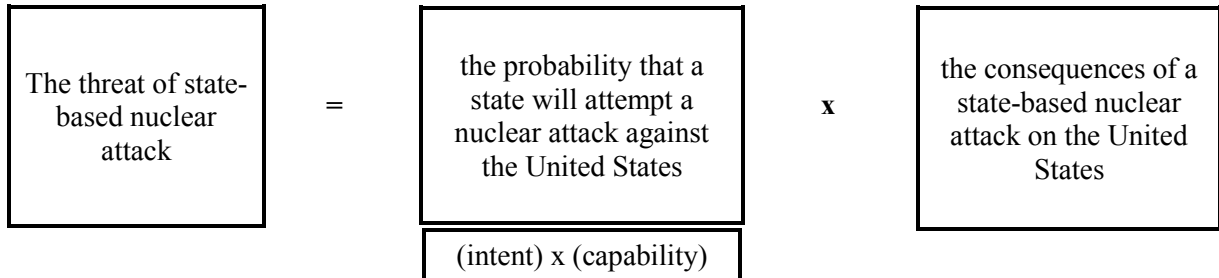 The threat of state-
based nuclear
attack
=
the probability that a
state will attempt a
nuclear attack against
the United States
(intent) x (capability)
x
the consequences of a
state-based nuclear
attack on the United
States